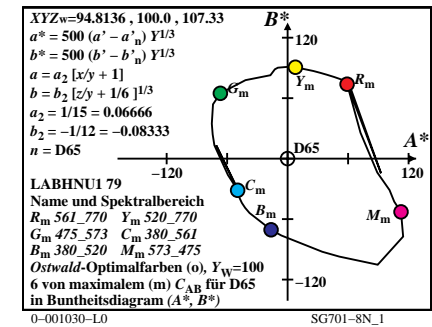 XYZw=94.8136 , 100.0 , 107.33
a* = 500 (a’ - a’n) Y1/3
b* = 500 (b’ - b’n) Y1/3
a = a2 [x/y + 1]
b = b2 [z/y + 1/6 ]1/3
a2 = 1/15 = 0.06666
b2 = −1/12 = -0.08333
n = D65
B*
120
Gm
Ym
Rm
D65
A*
−120
120
LABHNU1 79
Name und Spektralbereich
Rm 561_770 Ym 520_770
Gm 475_573 Cm 380_561
Bm 380_520 Mm 573_475
Ostwald-Optimalfarben (o), YW=100
6 von maximalem (m) CAB für D65
in Buntheitsdiagram (A*, B*)
Cm
Bm
Mm
−120
0-001030-L0
SG701-8N_1